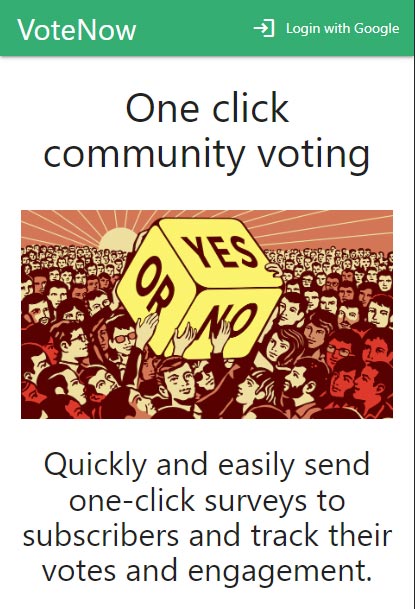 VoteNow
Login with Google
One click
community voting
YES
OR
NO
Quickly and easily send
one-click surveys to
subscribers and track their
votes and engagement.